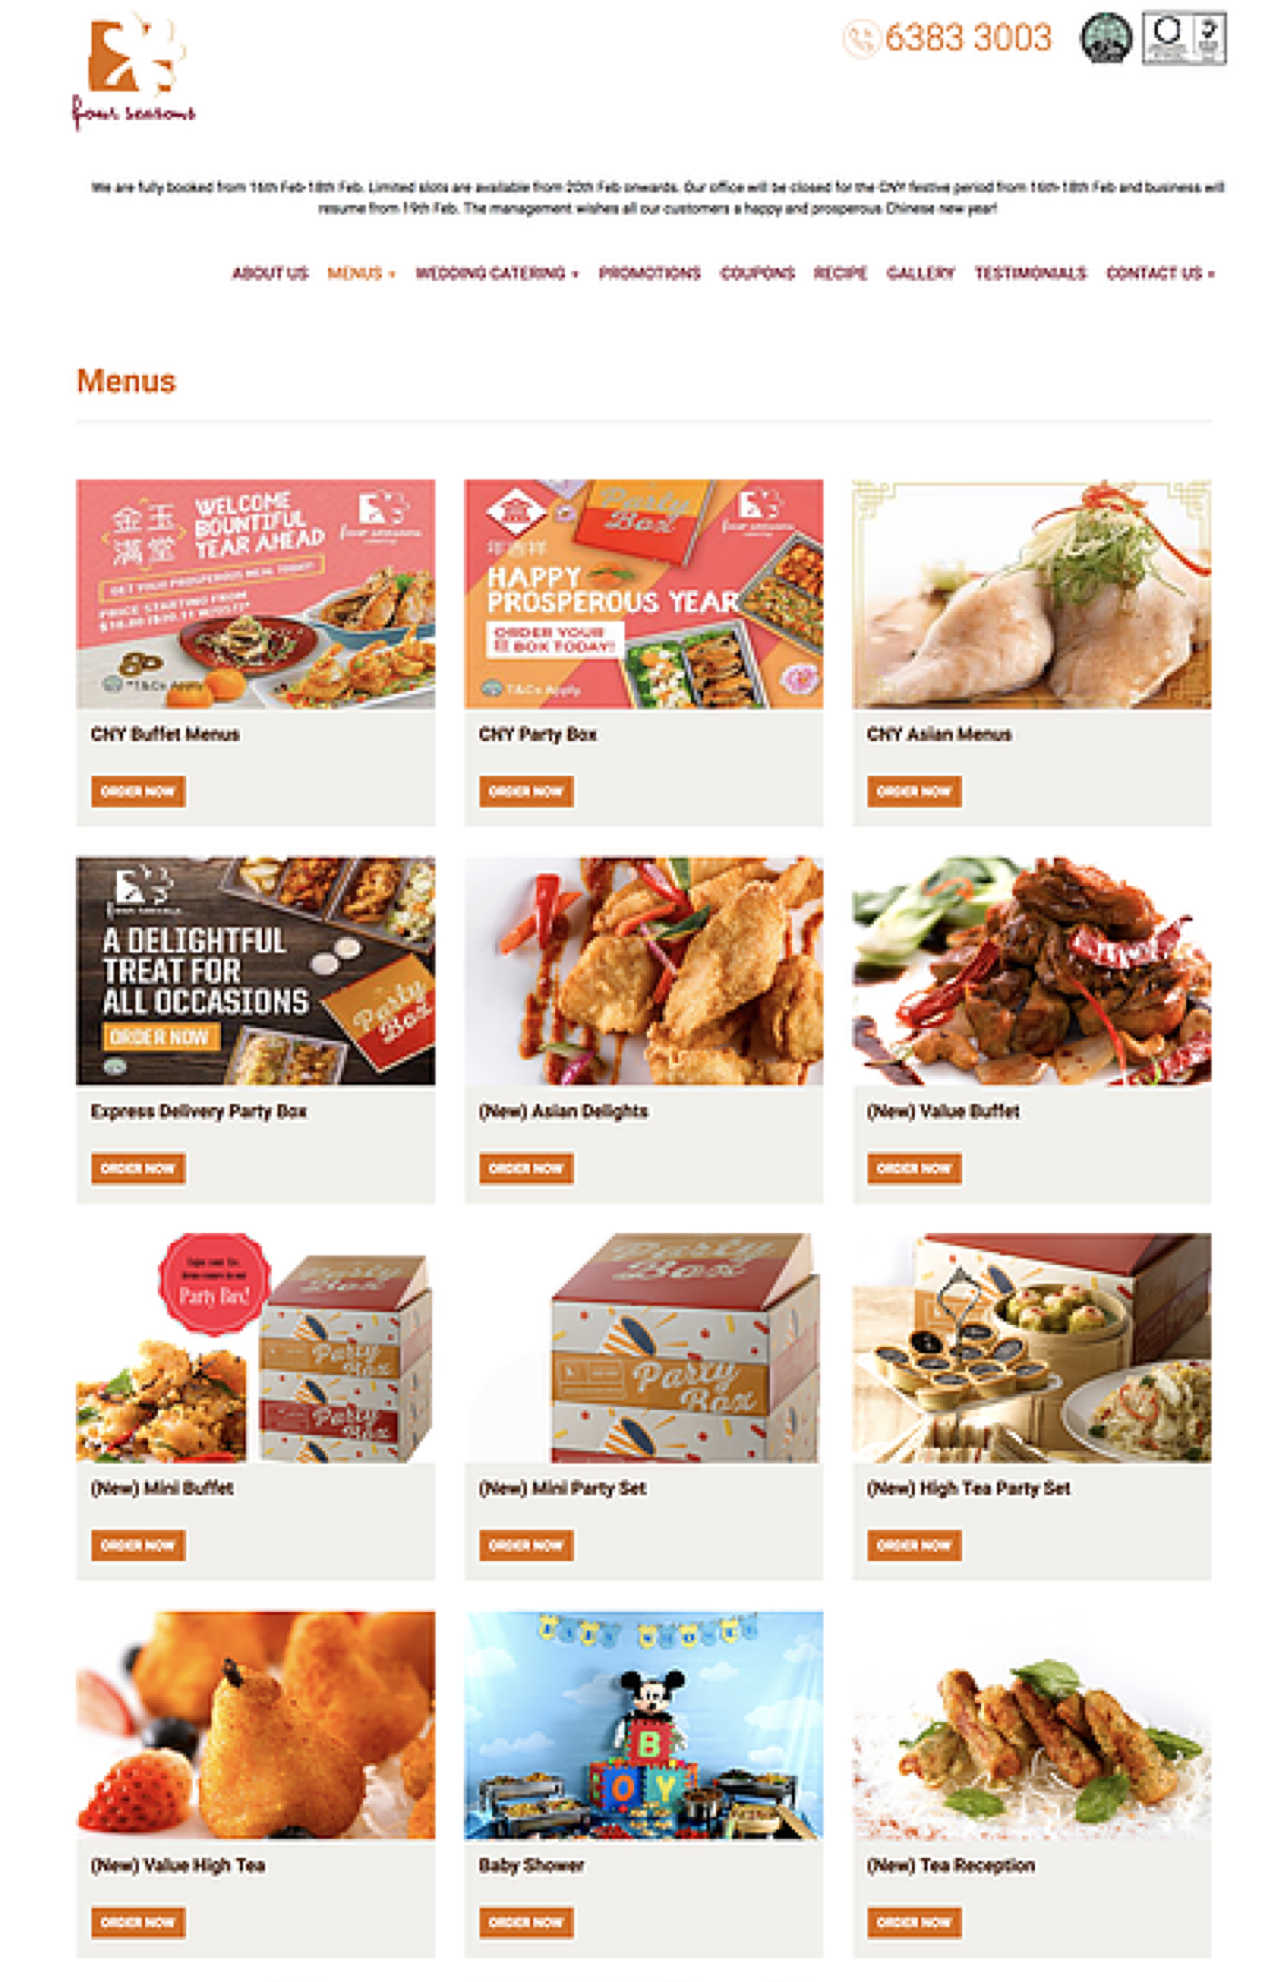 four seasons
6383 3003
We are fully booked from 16th Feb-18th Feb. Limited slots are available from 20th Feb onwards. Our office will be closed for the CNY festive period from 16th-18th Feb and business will
resume from 19th Feb. The management wishes all our customers a happy and prosperous Chinese new year!
ABOUT US MENUS WEDDING CATERING PROMOTIONS COUPONS RECIPE GALLERY TESTIMONIALS CONTACT US
Menus
金玉
滿堂
WELCOME
BOUNTIFUL
YEAR AHEAD
four seasons
GET YOUR PROSPEROUS MEAL TODAY!
PRICE STARTING FROM
*T&Cs Apply
Party
Box
年吉祥
HAPPY
PROSPEROUS YEAR
ORDER YOUR
BOX TODAY!
T&Cs Apply
CNY Buffet Menus
CNY Party Box
CNY Asian Menus
ORDER NOW
ORDER NOW
ORDER NOW
A DELIGHTFUL
TREAT FOR
ALL OCCASIONS
ORDER NOW
Party
Box
Express Delivery Party Box
(New) Asian Delights
(New) Value Buffet
ORDER NOW
ORDER NOW
ORDER NOW
Party Box!
Party
Box
Party
Box
Party
Box
Party
Box
(New) Mini Buffet
(New) Mini Party Set
(New) High Tea Party Set
ORDER NOW
ORDER NOW
ORDER NOW
B
O Y
(New) Value High Tea
Baby Shower
(New) Tea Reception
ORDER NOW
ORDER NOW
ORDER NOW